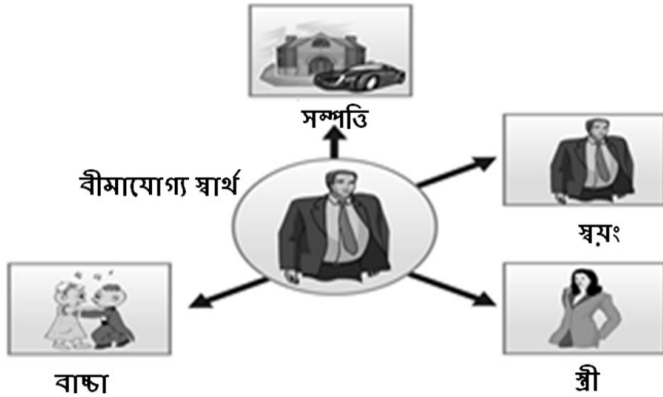 সম্পত্তি
বীমাযোগ্য স্বার্থ
স্বয়ং
বাচ্চা
স্ত্রী